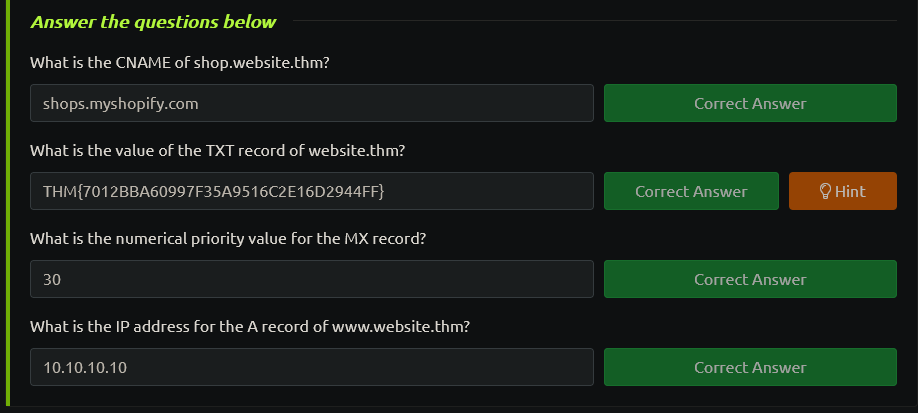 Answer the questions below
What is the CNAME of shop.website.thm?
shops.myshopify.com
Correct Answer
What is the value of the TXT record of website.thm?
THM{7012BBA60997F35A9516C2E16D2944FF}
Correct Answer
Hint
What is the numerical priority value for the MX record?
30
Correct Answer
What is the IP address for the A record of www.website.thm?
10.10.10.10
Correct Answer